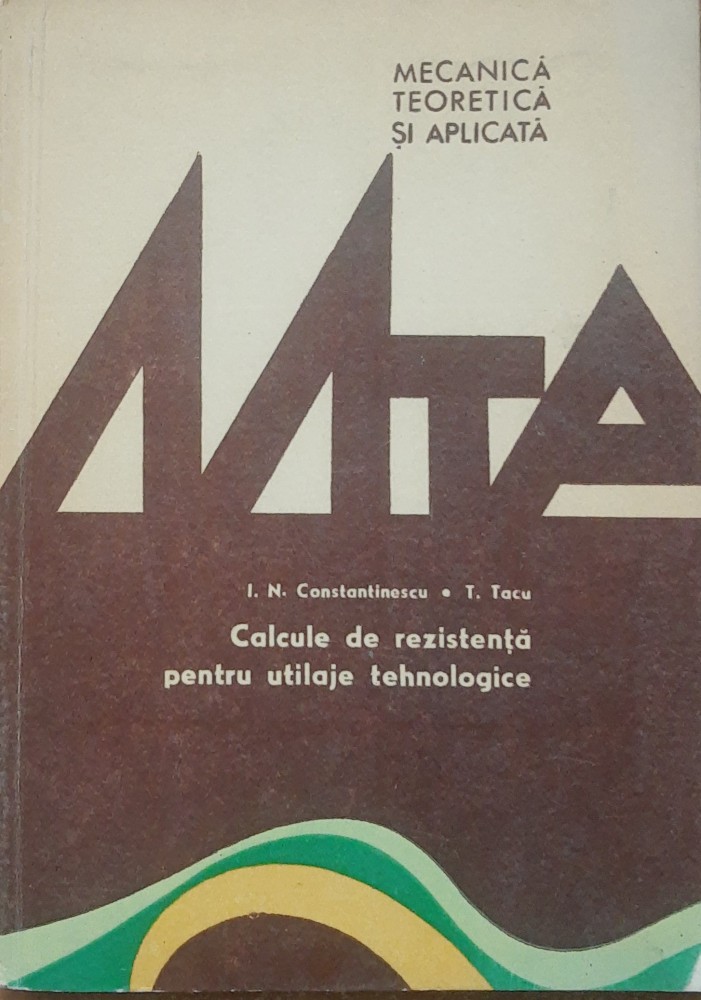 MECANICĂ
TEORETICĂ
ȘI APLICATĂ
MTA
I. N. Constantinescu • T. Tacu
Calcule de rezistență
pentru utilaje tehnologice